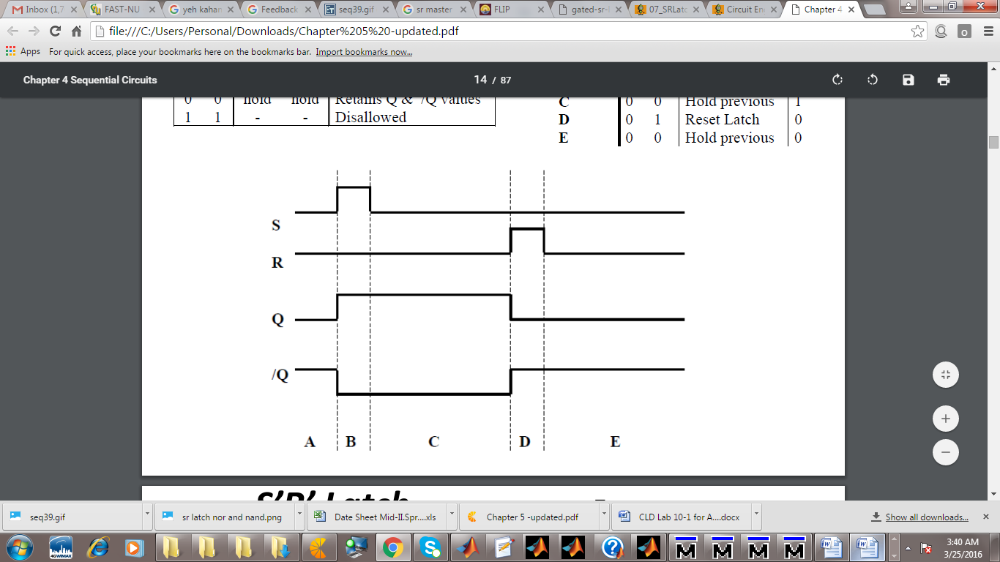 Inbox (1,7
FAST-NU
yeh kahan
Feedback
seq39.gif
sr master
FLIP
gated-sr-l
07_SRLatc
Circuit En
Chapter 4
file:///C:/Users/Personal/Downloads/Chapter%205%20-updated.pdf
Apps For quick access, place your bookmarks here on the bookmarks bar. Import bookmarks now...
Chapter 4 Sequential Circuits 14 / 87
0 0 hold hold Retains Q & /Q values
1 1 - - Disallowed
C 0 0 Hold previous 1
D 0 1 Reset Latch 0
E 0 0 Hold previous 0
S
R
Q
/Q
A B C D E
S'R' Latch
seq39.gif
sr latch nor and nand.png
Date Sheet Mid-II.Spr....xls
Chapter 5 -updated.pdf
CLD Lab 10-1 for A....docx
Show all downloads...
4G WiMAX
3:40 AM
3/25/2016